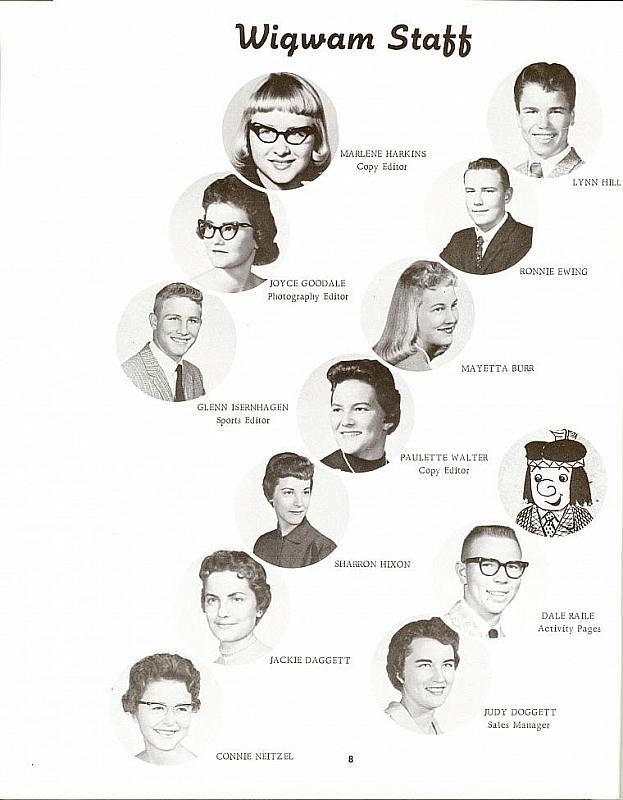 Wigwam Staff
MARLENE HARKINS
Copy Editor
LYNN HILL
RONNIE EWING
JOYCE GOODALE
Photography Editor
MAYETTA BURR
GLENN ISERNHAGEN
Sports Editor
PAULETTE WALTER
Copy Editor
SHARRON HIXON
DALE RAILE
Activity Pages
JACKIE DAGGETT
JUDY DOGGETT
Sales Manager
CONNIE NEITZEL
8